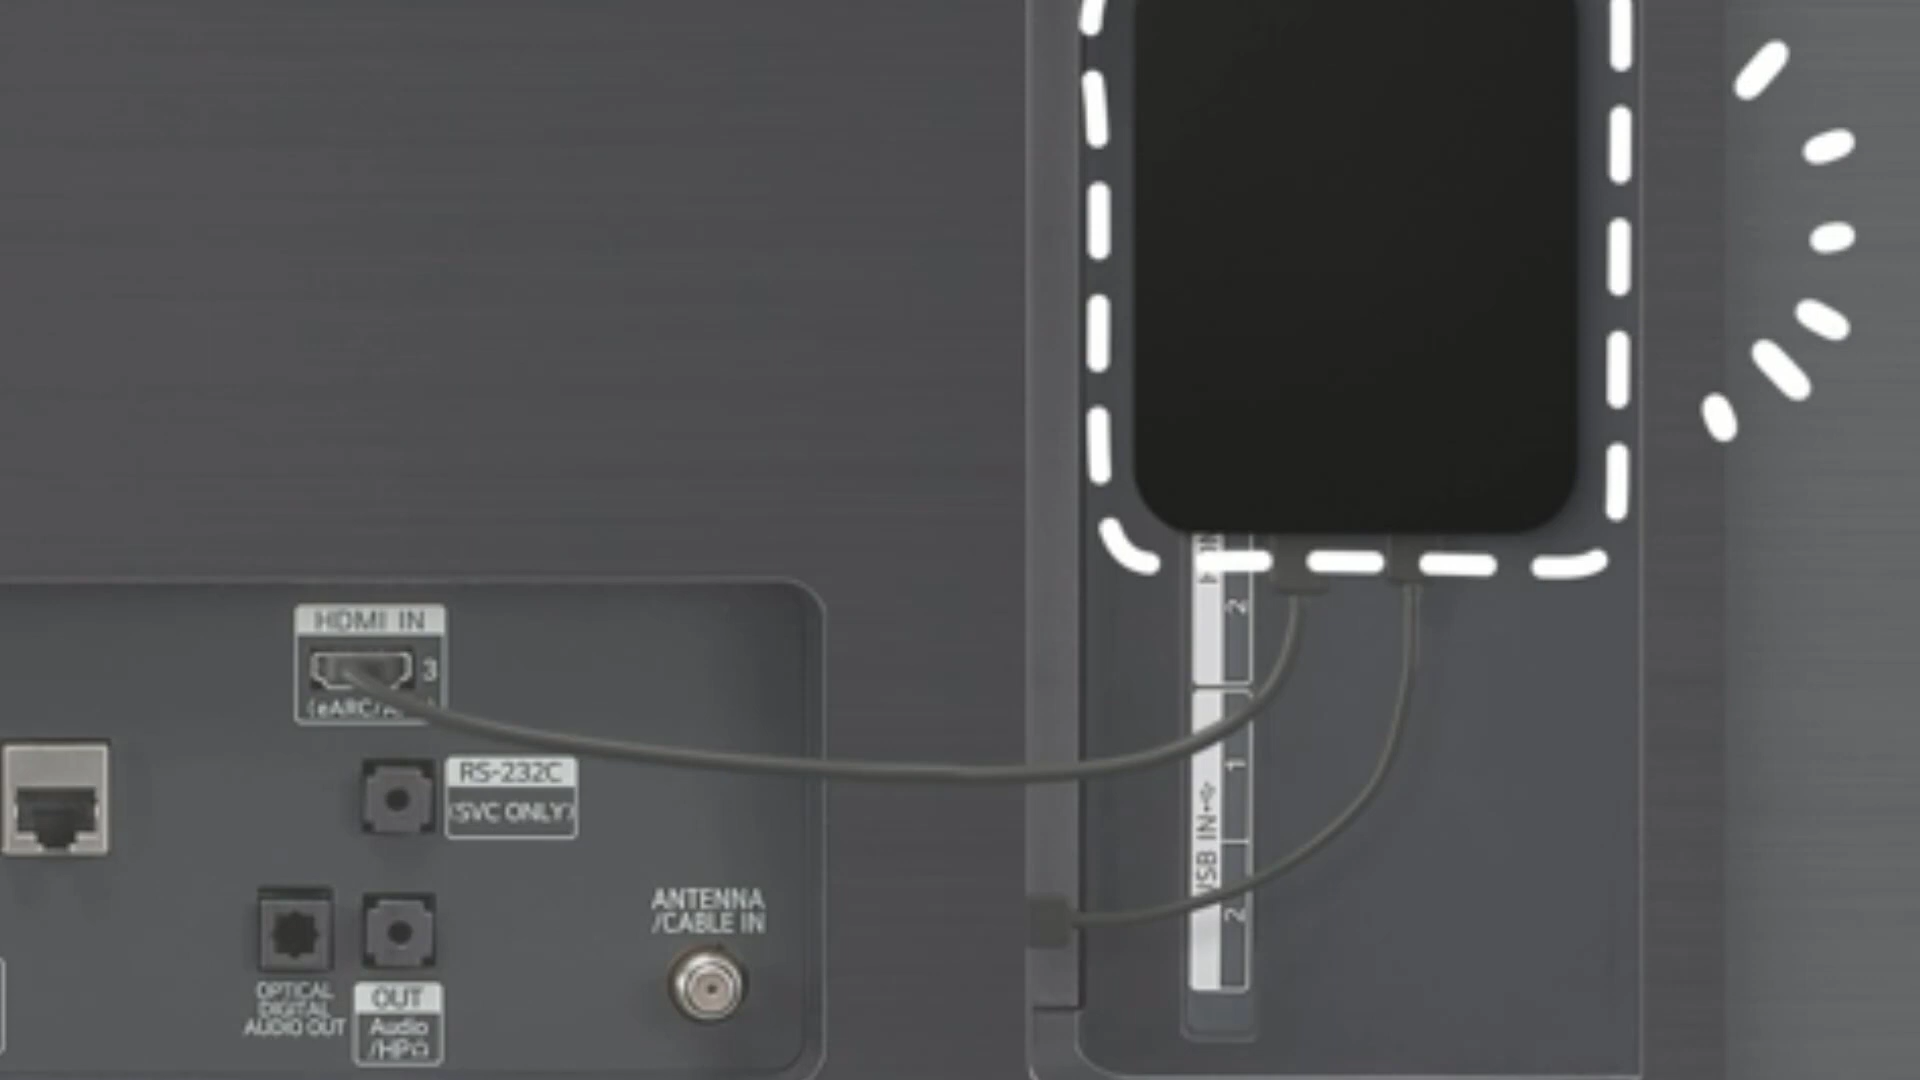 HDMI IN
3
RS-232C
(SVC ONLY)
ANTENNA
/CABLE IN
OPTICAL
DIGITAL
AUDIO OUT
OUT
Audio
/HP
2
1
USB IN
2